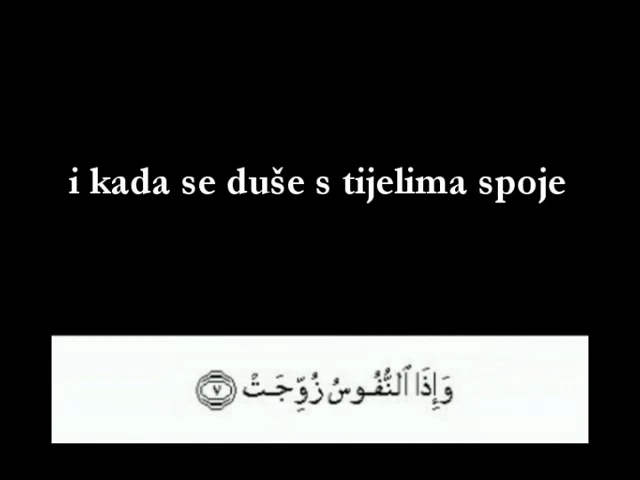 i kada se duše s tijelima spoje
وَإِذَا ٱلنُّفُوسُ زُوِّجَتْ ٧